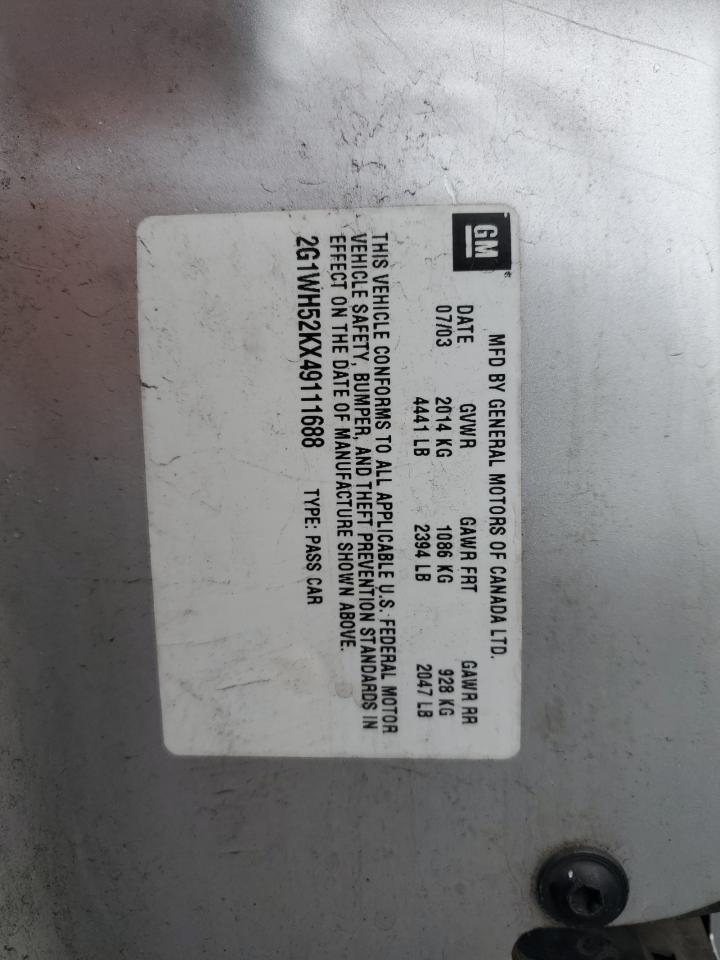 GM®
MFD BY GENERAL MOTORS OF CANADA LTD.
DATE GVWR GAWR FRT GAWR RR
07/03 2014 KG 1086 KG 928 KG
4441 LB 2394 LB 2047 LB
THIS VEHICLE CONFORMS TO ALL APPLICABLE U.S. FEDERAL MOTOR
VEHICLE SAFETY, BUMPER, AND THEFT PREVENTION STANDARDS IN
EFFECT ON THE DATE OF MANUFACTURE SHOWN ABOVE.
2G1WH52KX49111688 TYPE: PASS CAR